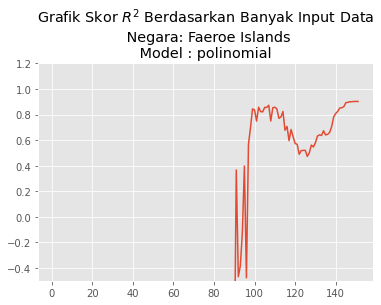 Grafik Skor R² Berdasarkan Banyak Input Data
Negara: Faeroe Islands
Model : polinomial
1.2
1.0
0.8
0.6
0.4
0.2
0.0
−0.2
−0.4
0 20 40 60 80 100 120 140